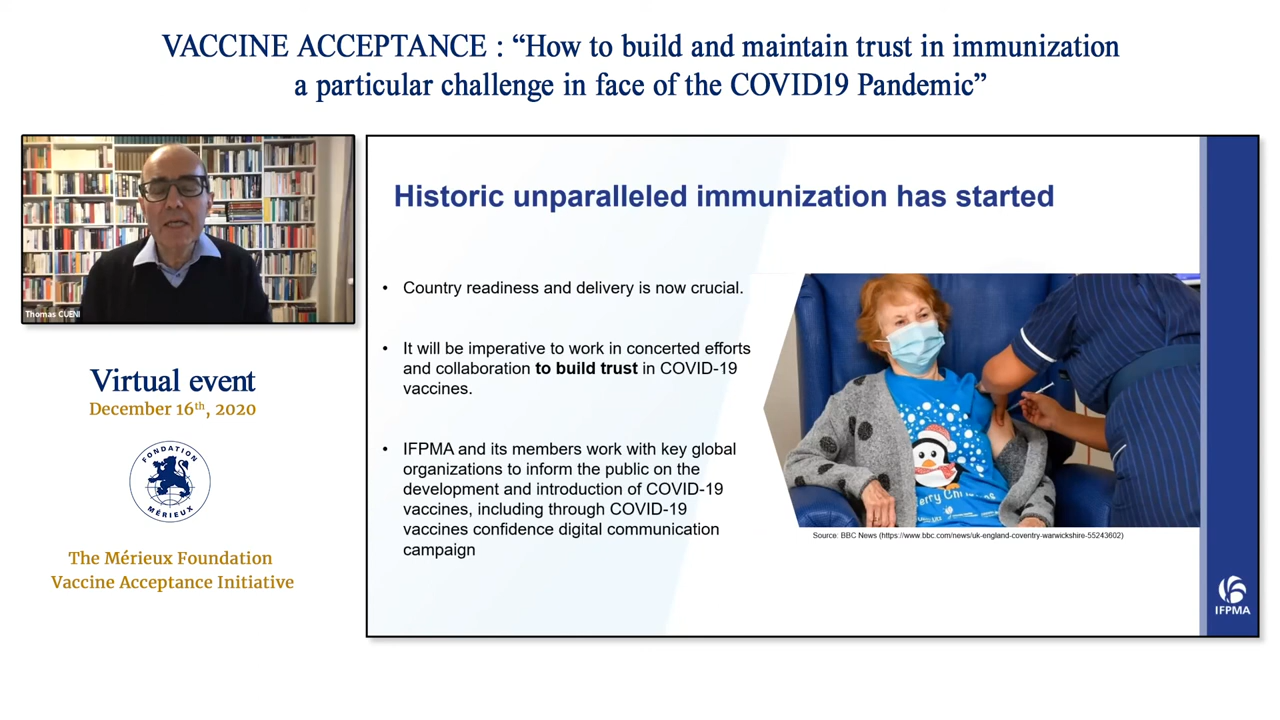 VACCINE ACCEPTANCE : “How to build and maintain trust in immunization
a particular challenge in face of the COVID19 Pandemic”
Thomas CUENI
Virtual event
December 16th, 2020
FONDATION
MÉRIEUX
The Mérieux Foundation
Vaccine Acceptance Initiative
Historic unparalleled immunization has started
• Country readiness and delivery is now crucial.
• It will be imperative to work in concerted efforts
and collaboration to build trust in COVID-19
vaccines.
• IFPMA and its members work with key global
organizations to inform the public on the
development and introduction of COVID-19
vaccines, including through COVID-19
vaccines confidence digital communication
campaign
Source: BBC News (https://www.bbc.com/news/uk-england-coventry-warwickshire-55243602)
IFPMA